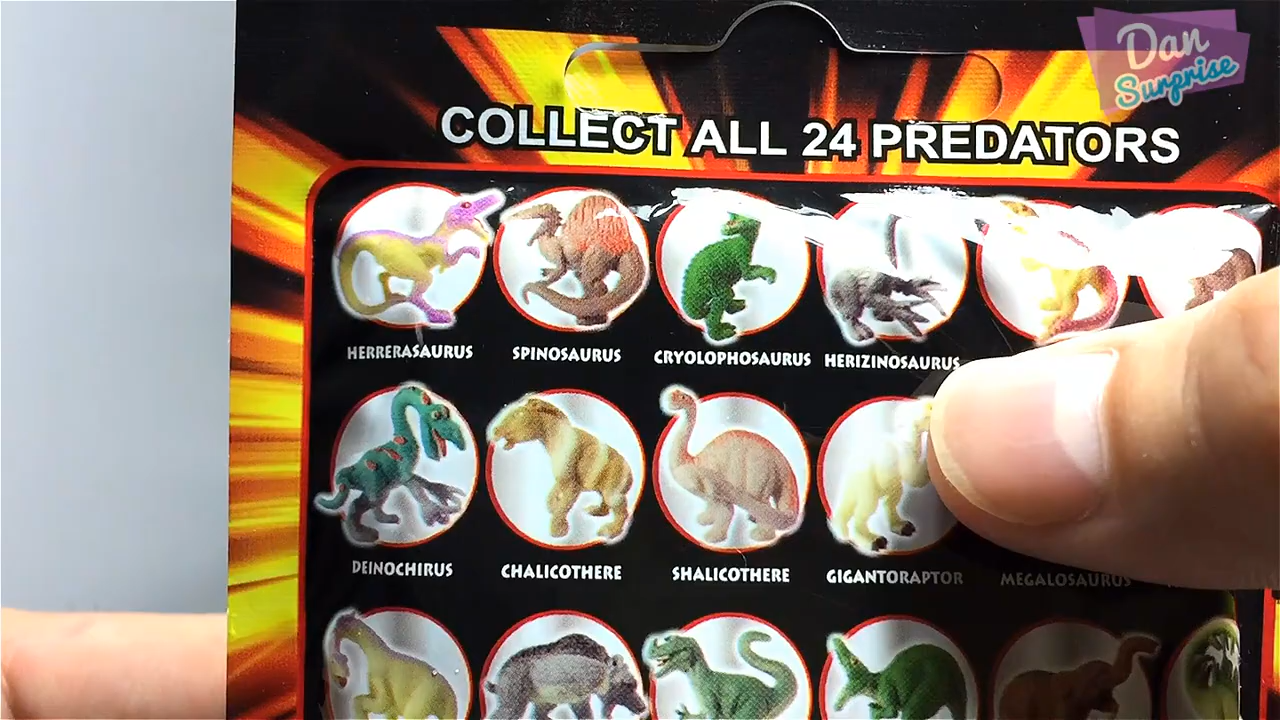 Dan
Surprise
COLLECT ALL 24 PREDATORS
HERRERASAURUS SPINOSAURUS CRYOLOPHOSAURUS HERIZINOSAURUS
DEINOCHIRUS CHALICOTHERE SHALICOTHERE GIGANTORAPTOR MEGALOSAURUS